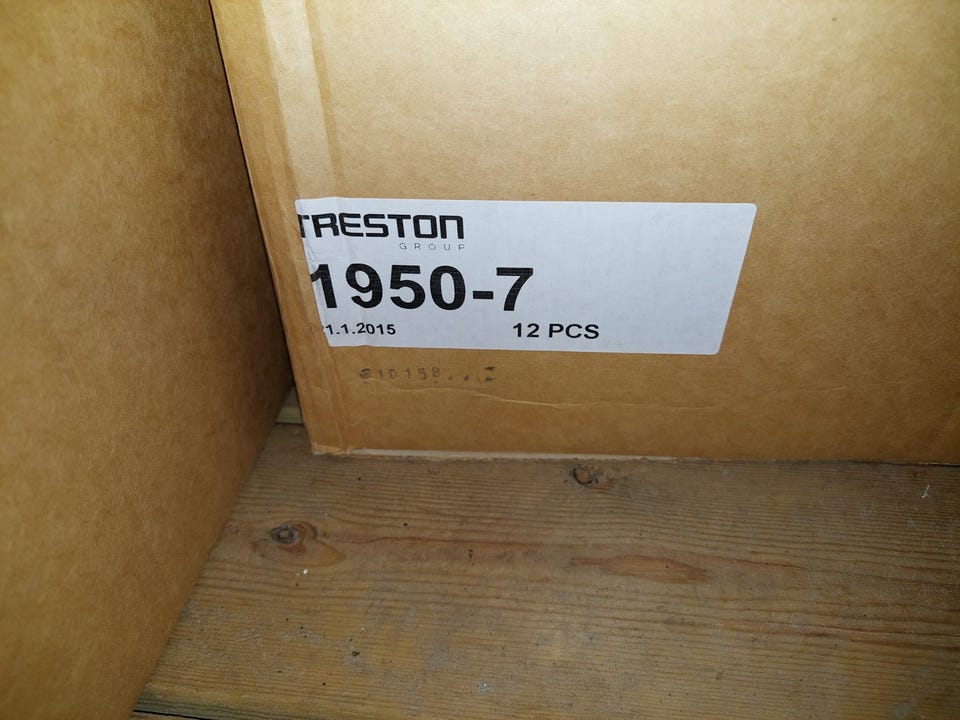 TRESTON
GROUP
1950-7
12 PCS